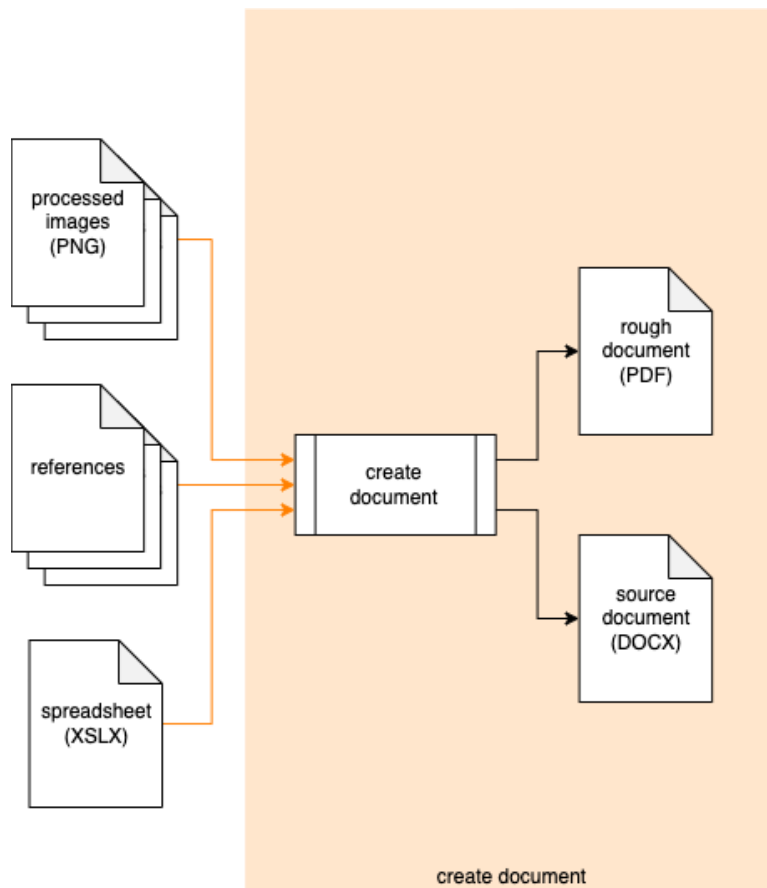 processed
images
(PNG)
references
spreadsheet
(XSLX)
create
document
rough
document
(PDF)
source
document
(DOCX)
create document